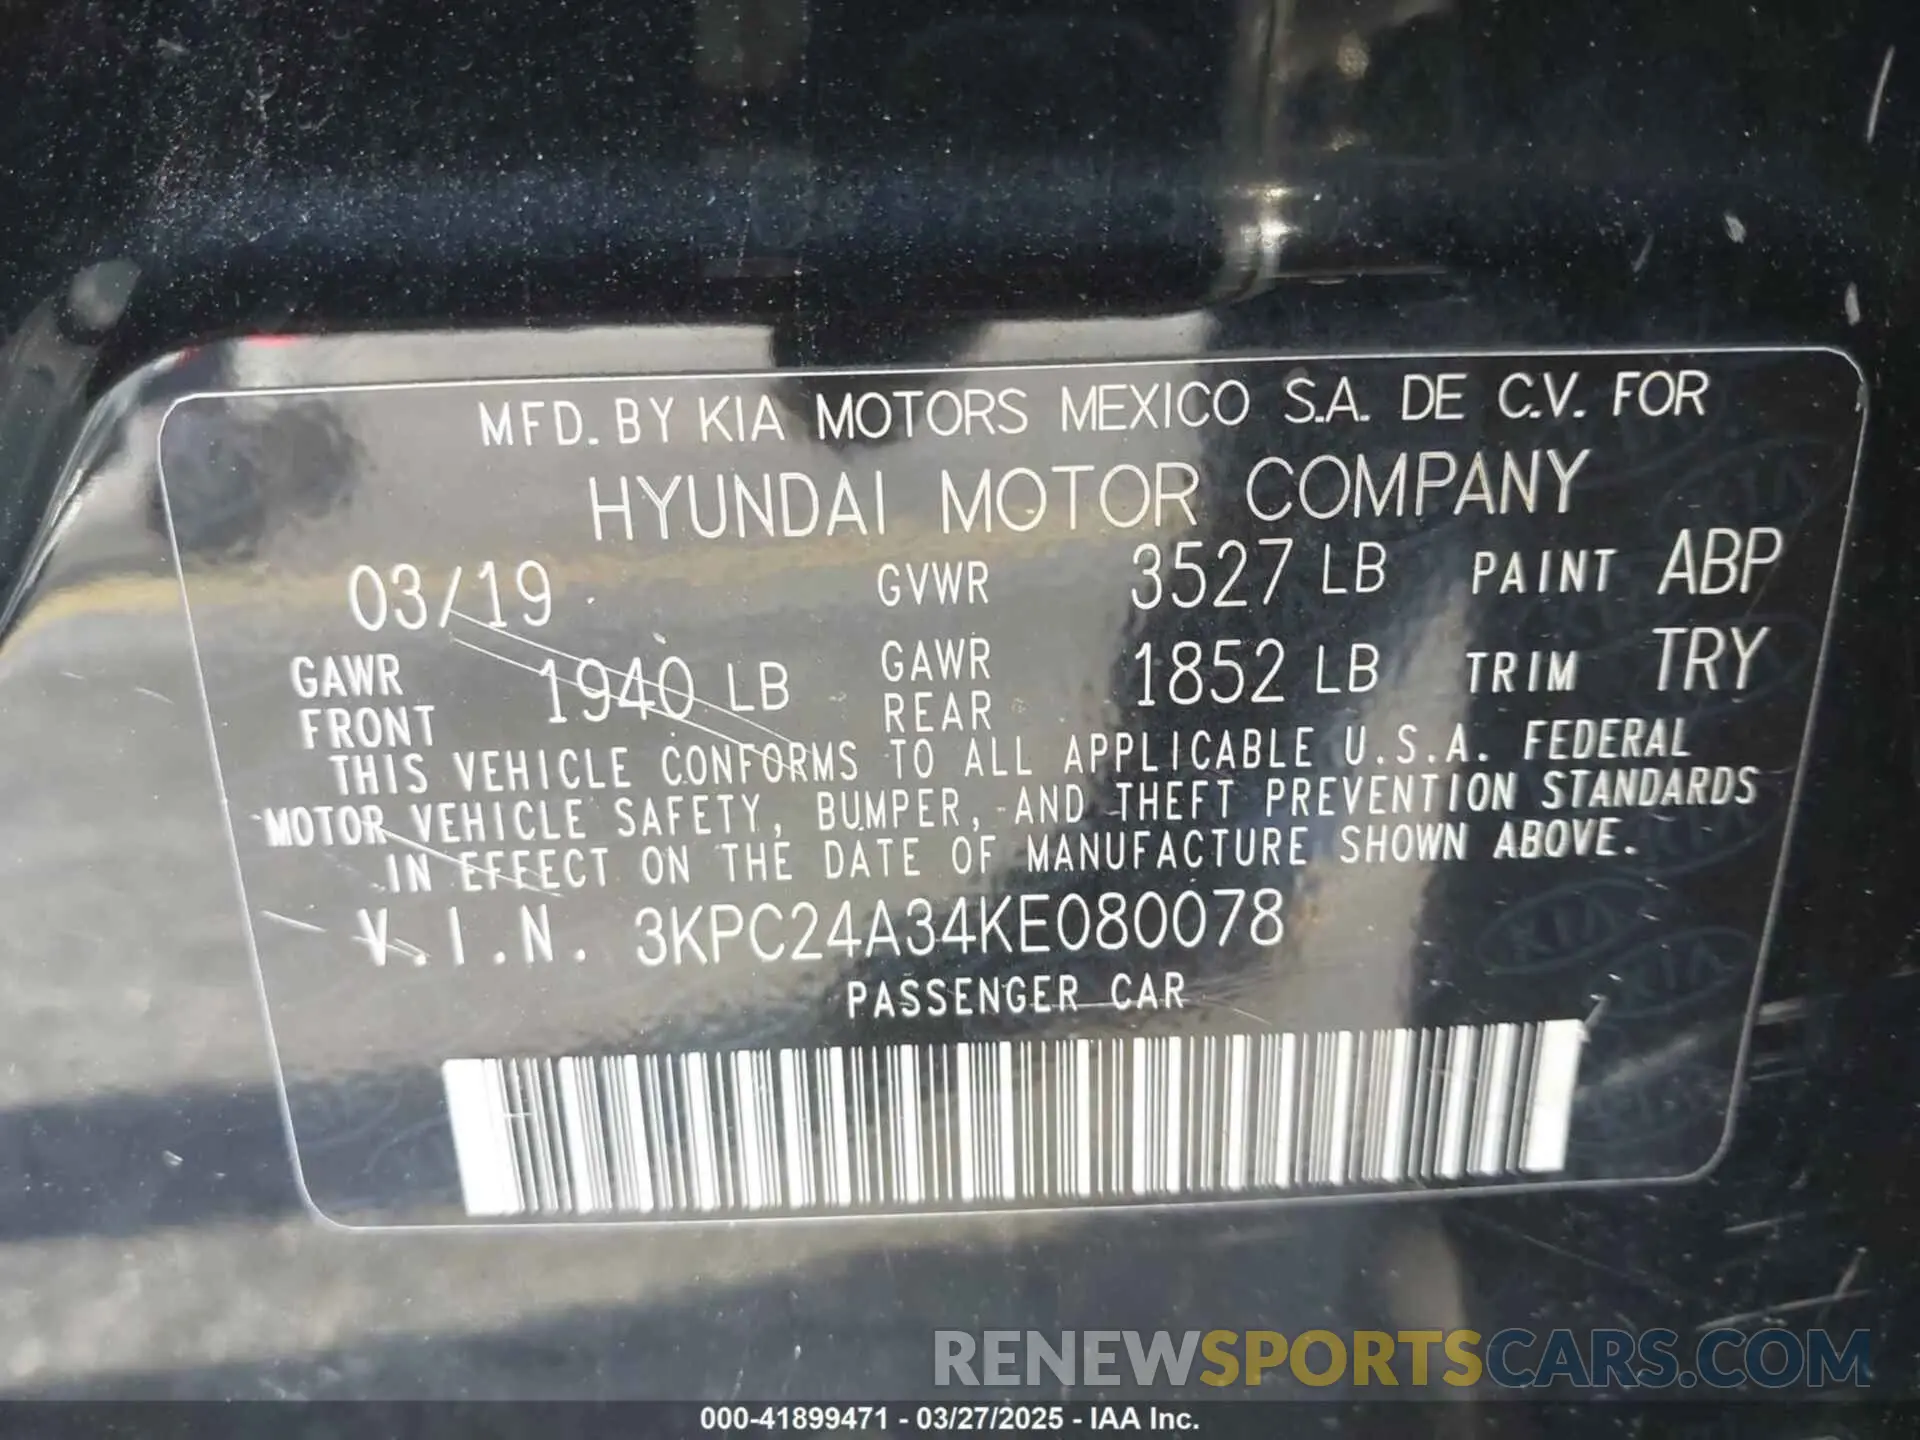 MFD. BY KIA MOTORS MEXICO S.A. DE C.V. FOR
HYUNDAI MOTOR COMPANY
03/19 GVWR 3527 LB PAINT ABP
GAWR FRONT 1940 LB GAWR REAR 1852 LB TRIM TRY
THIS VEHICLE CONFORMS TO ALL APPLICABLE U.S.A. FEDERAL
MOTOR VEHICLE SAFETY, BUMPER, AND THEFT PREVENTION STANDARDS
IN EFFECT ON THE DATE OF MANUFACTURE SHOWN ABOVE.
V.I.N. 3KPC24A34KE080078
PASSENGER CAR
KIA
KIA
RENEWSPORTSCARS.COM
000-41899471 - 03/27/2025 - IAA Inc.